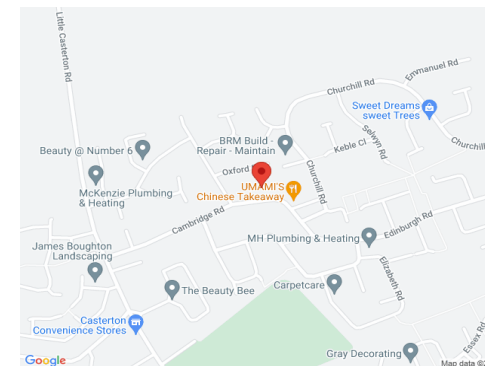 Little Casterton Rd
Emmanuel Rd
Churchill Rd
Sweet Dreams
sweet Trees
BRM Build -
Repair - Maintain
Selwyn Rd
Keble Cl
Churchill
Beauty @ Number 6
Oxford
Churchill Rd
UMAMI'S
Chinese Takeaway
McKenzie Plumbing
& Heating
Cambridge Rd
Edinburgh Rd
MH Plumbing & Heating
James Boughton
Landscaping
Elizabeth Rd
The Beauty Bee
Carpetcare
Casterton
Convenience Stores
Essex Rd
Gray Decorating
Google
Map data